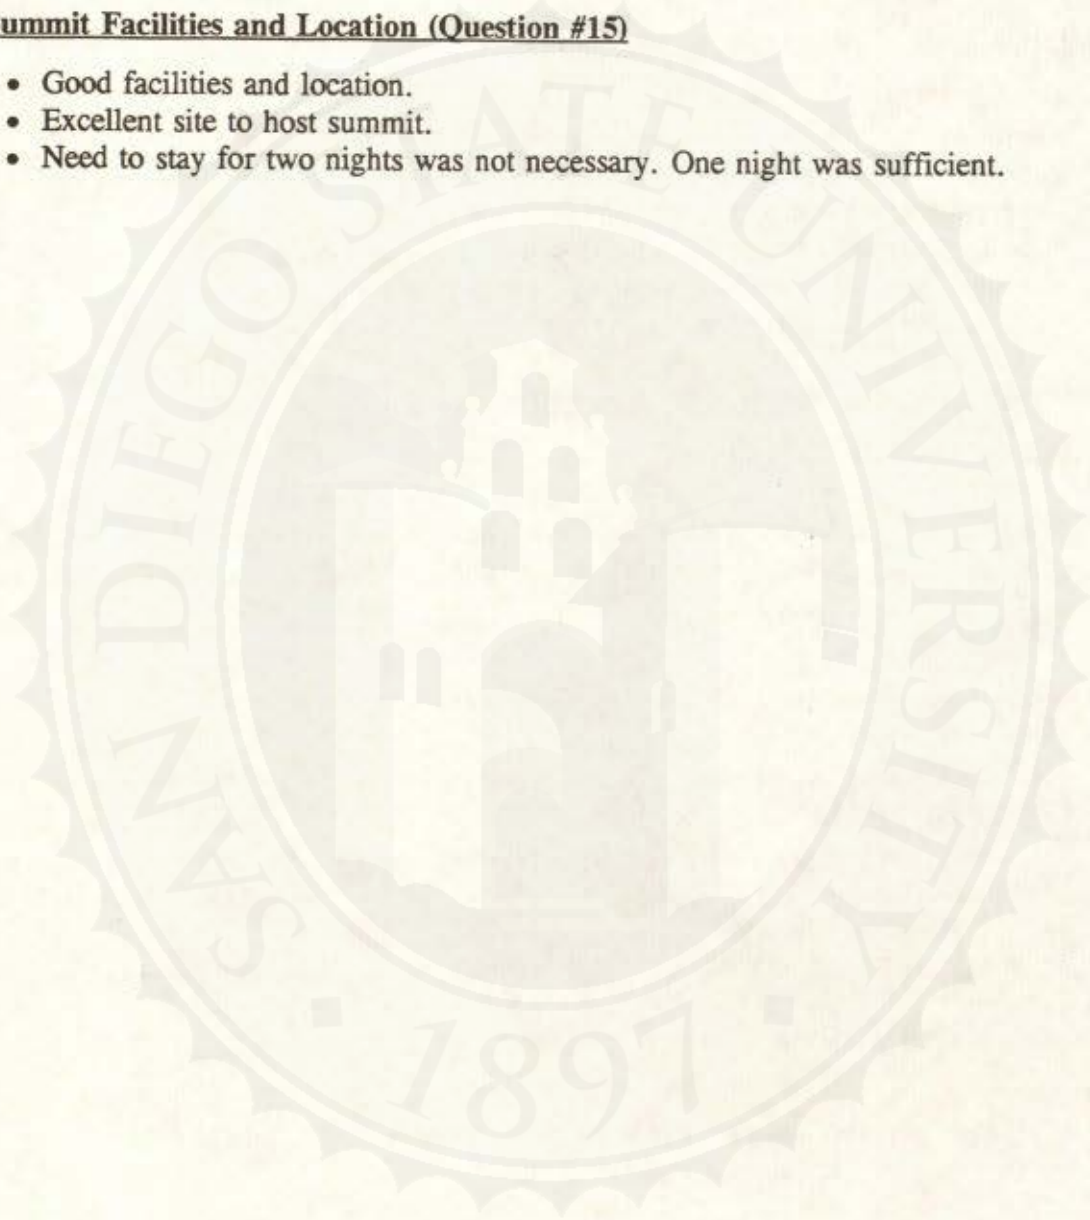 ummit Facilities and Location (Question #15)
• Good facilities and location.
• Excellent site to host summit.
• Need to stay for two nights was not necessary. One night was sufficient.
SAN DIEGO STATE UNIVERSITY
1897